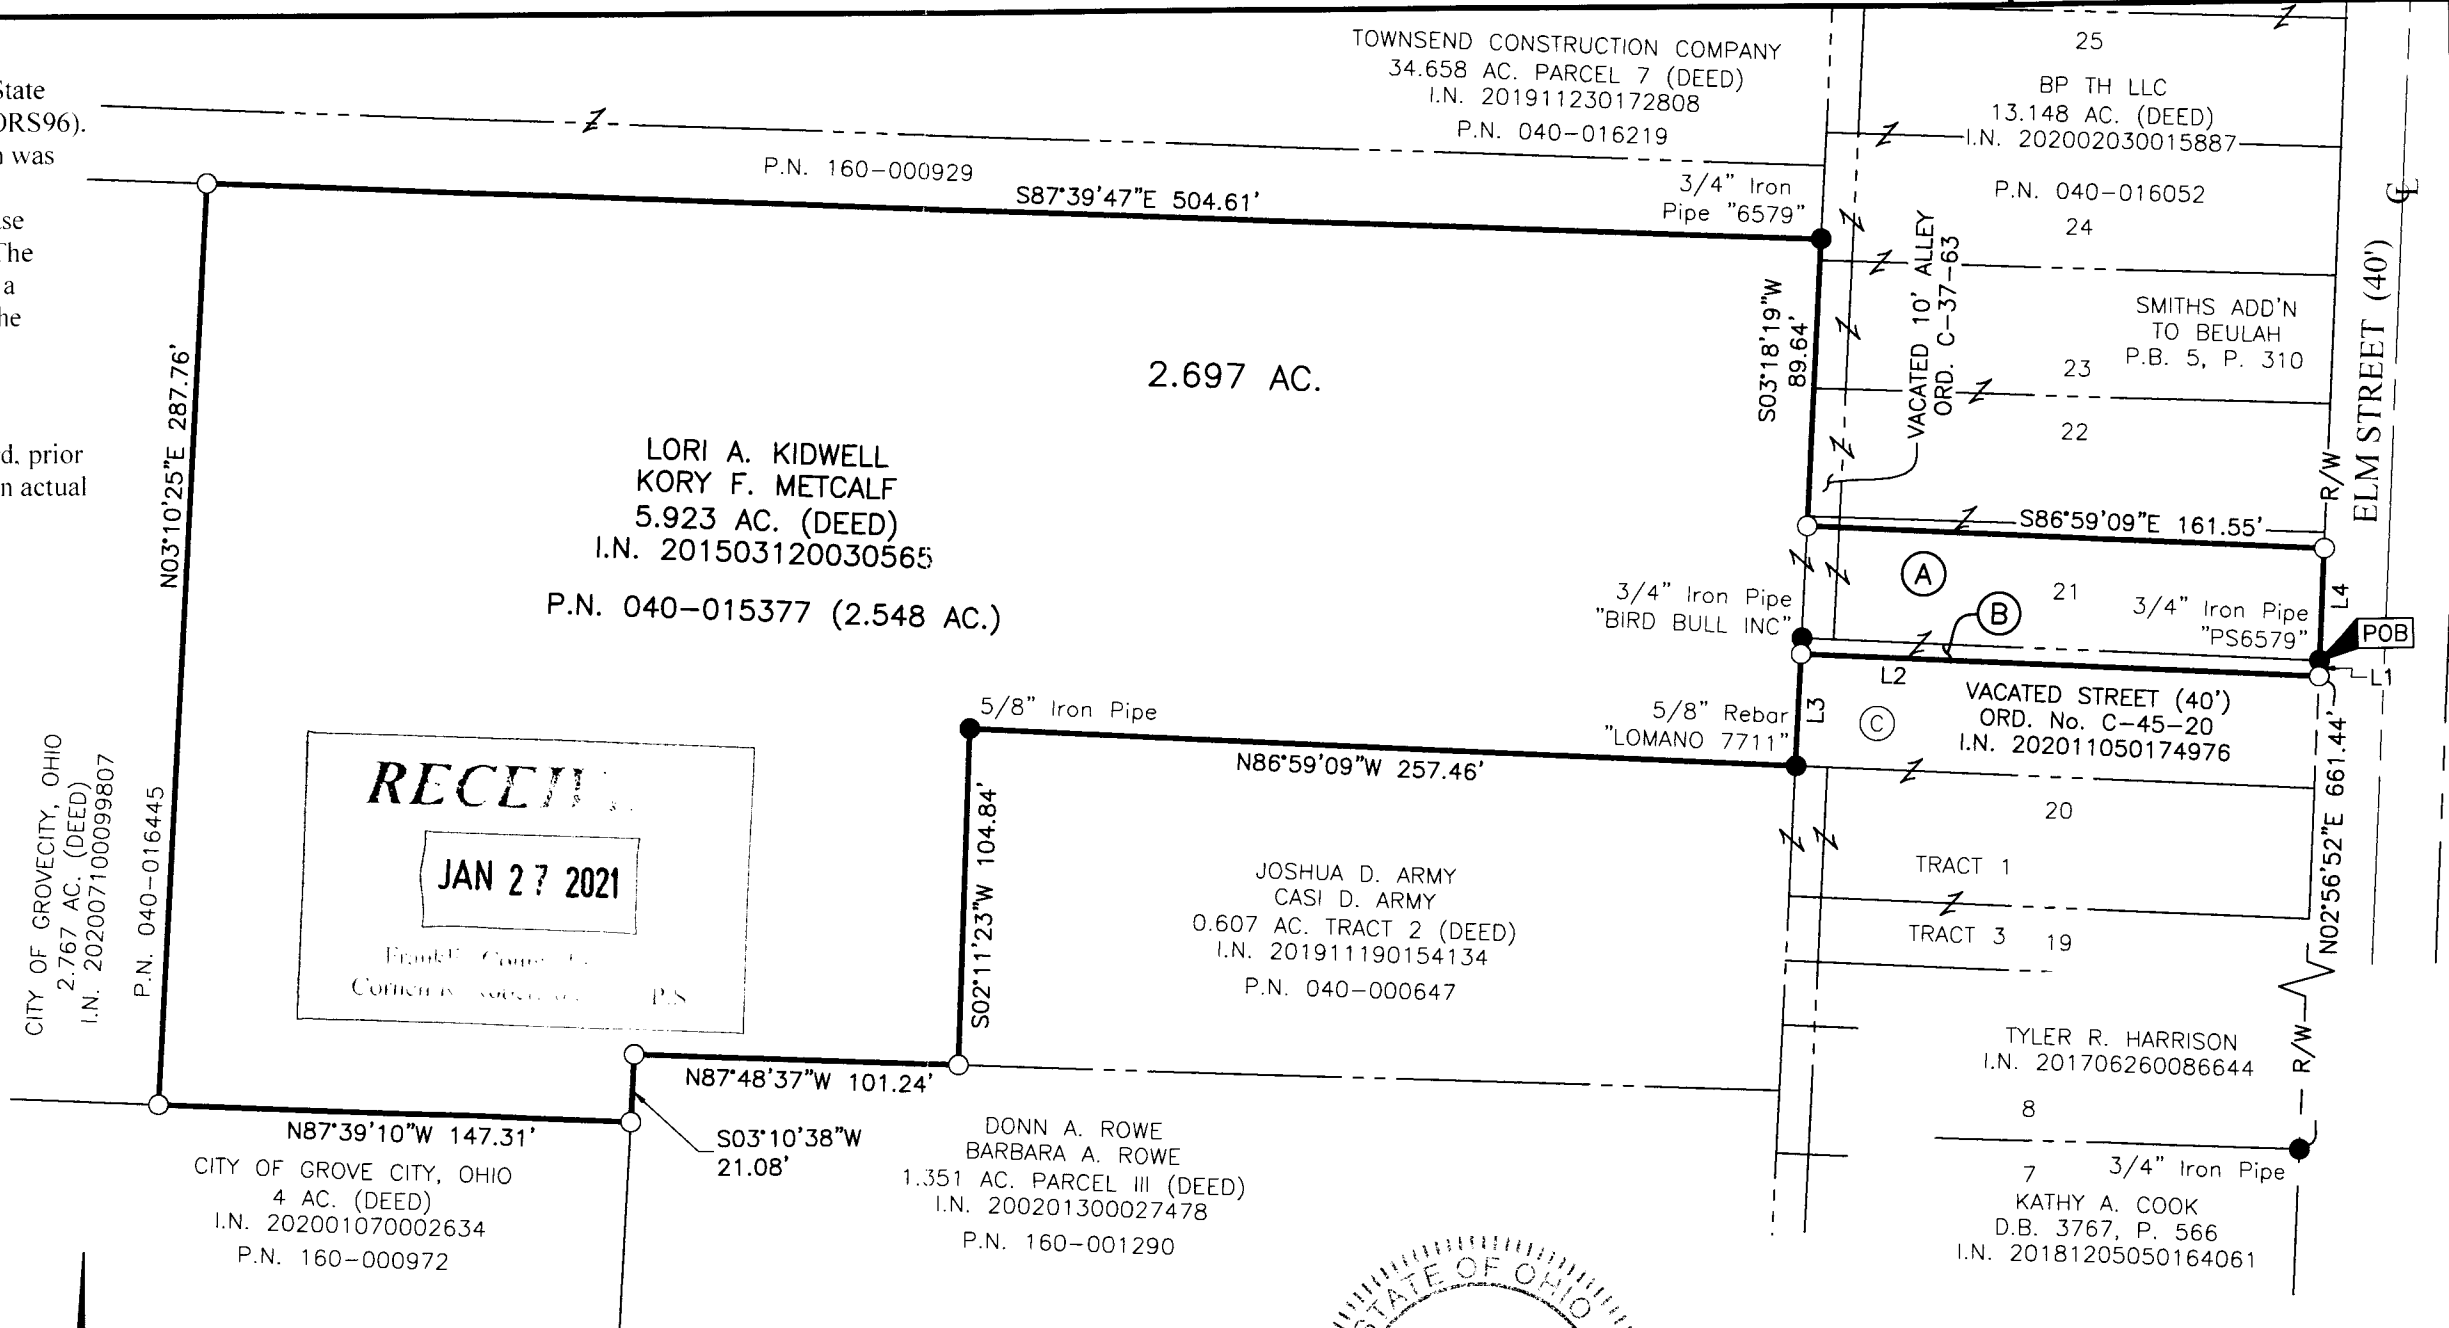 State
ORS96).
n was
ase
The
a
he
d, prior
n actual
TOWNSEND CONSTRUCTION COMPANY
34.658 AC. PARCEL 7 (DEED)
I.N. 201911230172808
P.N. 040-016219
P.N. 160-000929
S87°39'47"E 504.61'
3/4" Iron
Pipe "6579"
25
BP TH LLC
13.148 AC. (DEED)
I.N. 202002030015887
P.N. 040-016052
24
SMITHS ADD'N
TO BEULAH
P.B. 5, P. 310
23
22
VACATED 10' ALLEY
ORD. C-37-63
ELM STREET (40')
R/W
S03°18'19"W
89.64'
2.697 AC.
LORI A. KIDWELL
KORY F. METCALF
5.923 AC. (DEED)
I.N. 201503120030565
P.N. 040-015377 (2.548 AC.)
N03°10'25"E 287.76'
S86°59'09"E 161.55'
A
21
B
3/4" Iron Pipe
"BIRD BULL INC"
3/4" Iron Pipe
"PS6579"
L4
POB
L1
L2
L3
C
VACATED STREET (40')
ORD. No. C-45-20
I.N. 202011050174976
5/8" Rebar
"LOMANO 7711"
5/8" Iron Pipe
N86°59'09"W 257.46'
S02°11'23"W 104.84'
CITY OF GROVECITY, OHIO
2.767 AC. (DEED)
I.N. 202007100099807
P.N. 040-016445
JAN 27 2021
P.S
JOSHUA D. ARMY
CASI D. ARMY
0.607 AC. TRACT 2 (DEED)
I.N. 201911190154134
P.N. 040-000647
20
TRACT 1
TRACT 3
19
N02°56'52"E 661.44'
R/W
TYLER R. HARRISON
I.N. 201706260086644
8
7
3/4" Iron Pipe
KATHY A. COOK
D.B. 3767, P. 566
I.N. 20181205050164061
N87°48'37"W 101.24'
S03°10'38"W
21.08'
N87°39'10"W 147.31'
CITY OF GROVE CITY, OHIO
4 AC. (DEED)
I.N. 202001070002634
P.N. 160-000972
DONN A. ROWE
BARBARA A. ROWE
1.351 AC. PARCEL III (DEED)
I.N. 200201300027478
P.N. 160-001290
STATE OF OHIO